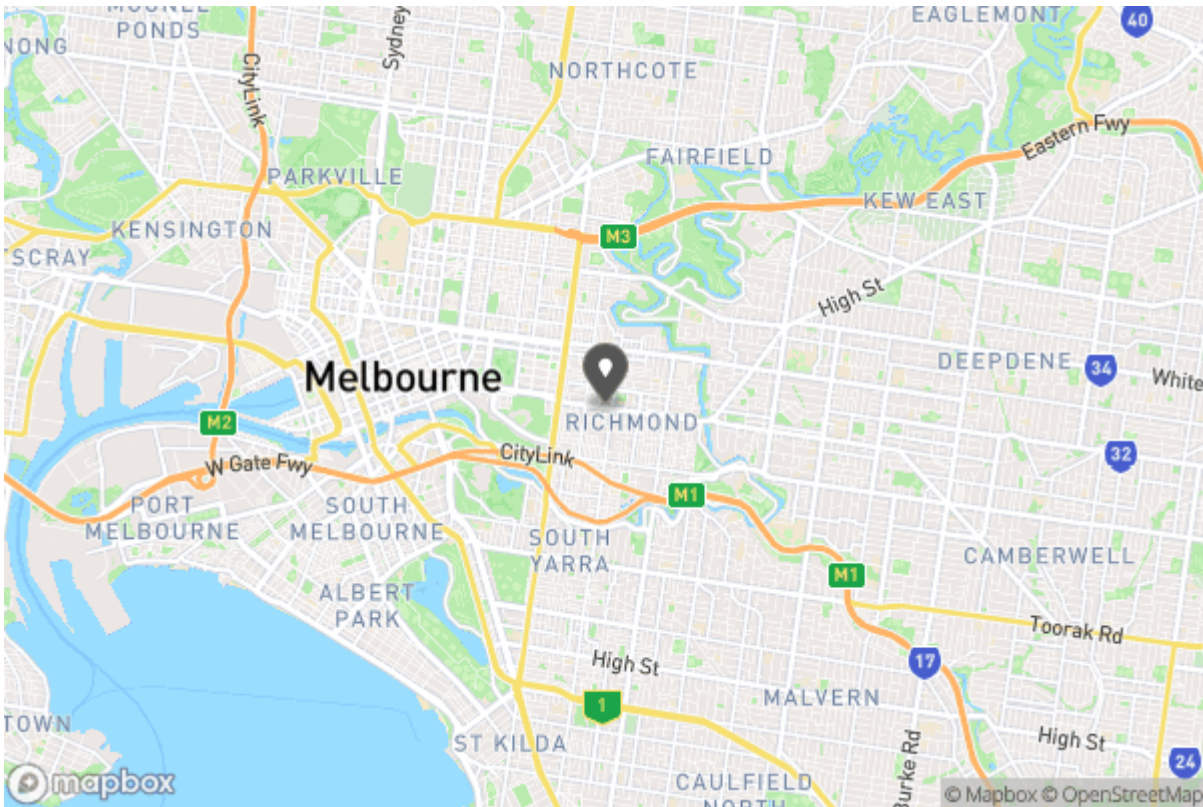 MOONEE
PONDS
EAGLEMONT
40
NONG
CityLink
Sydney
NORTHCOTE
Eastern Fwy
FAIRFIELD
PARKVILLE
KEW EAST
KENSINGTON
M3
TSCRAY
High St
DEEPDENE
34
White
Melbourne
RICHMOND
M2
CityLink
32
W Gate Fwy
M1
PORT
MELBOURNE
SOUTH
MELBOURNE
SOUTH
YARRA
CAMBERWELL
M1
ALBERT
PARK
Toorak Rd
High St
17
MALVERN
1
TOWN
ST KILDA
Burke Rd
High St
24
CAULFIELD
NORTH
mapbox
© Mapbox © OpenStreetMap